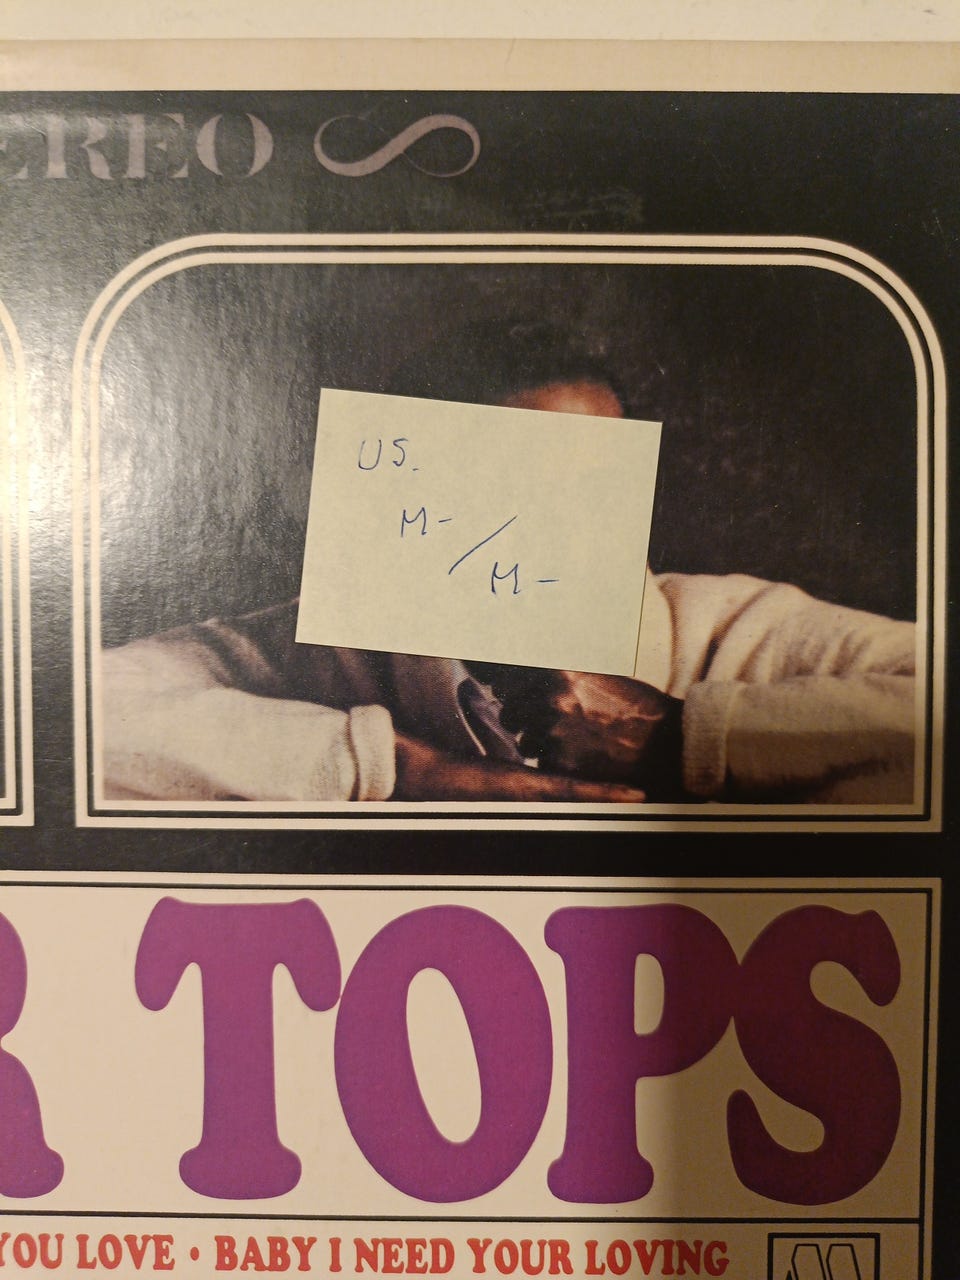 EREO
US.
M-/M-
R TOPS
YOU LOVE • BABY I NEED YOUR LOVING